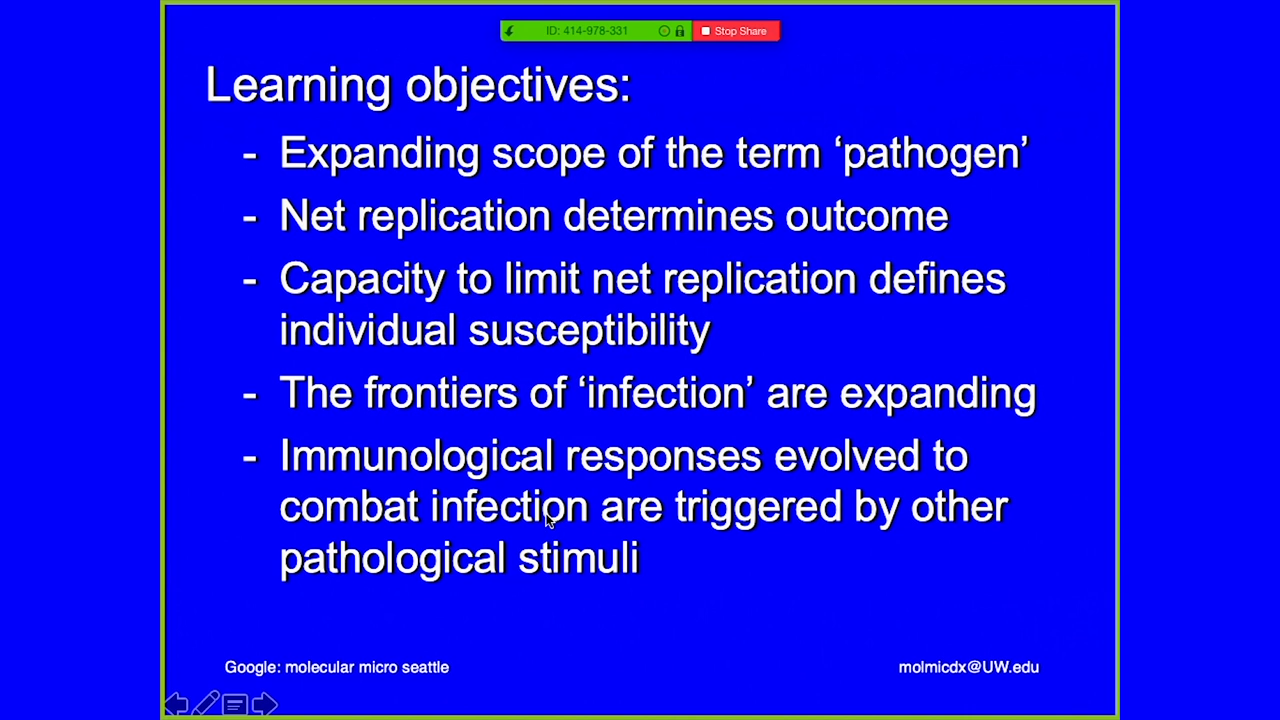 ID: 414-978-331
Stop Share
Learning objectives:
- Expanding scope of the term ‘pathogen’
- Net replication determines outcome
- Capacity to limit net replication defines
individual susceptibility
- The frontiers of ‘infection’ are expanding
- Immunological responses evolved to
combat infection are triggered by other
pathological stimuli
Google: molecular micro seattle
molmicdx@UW.edu